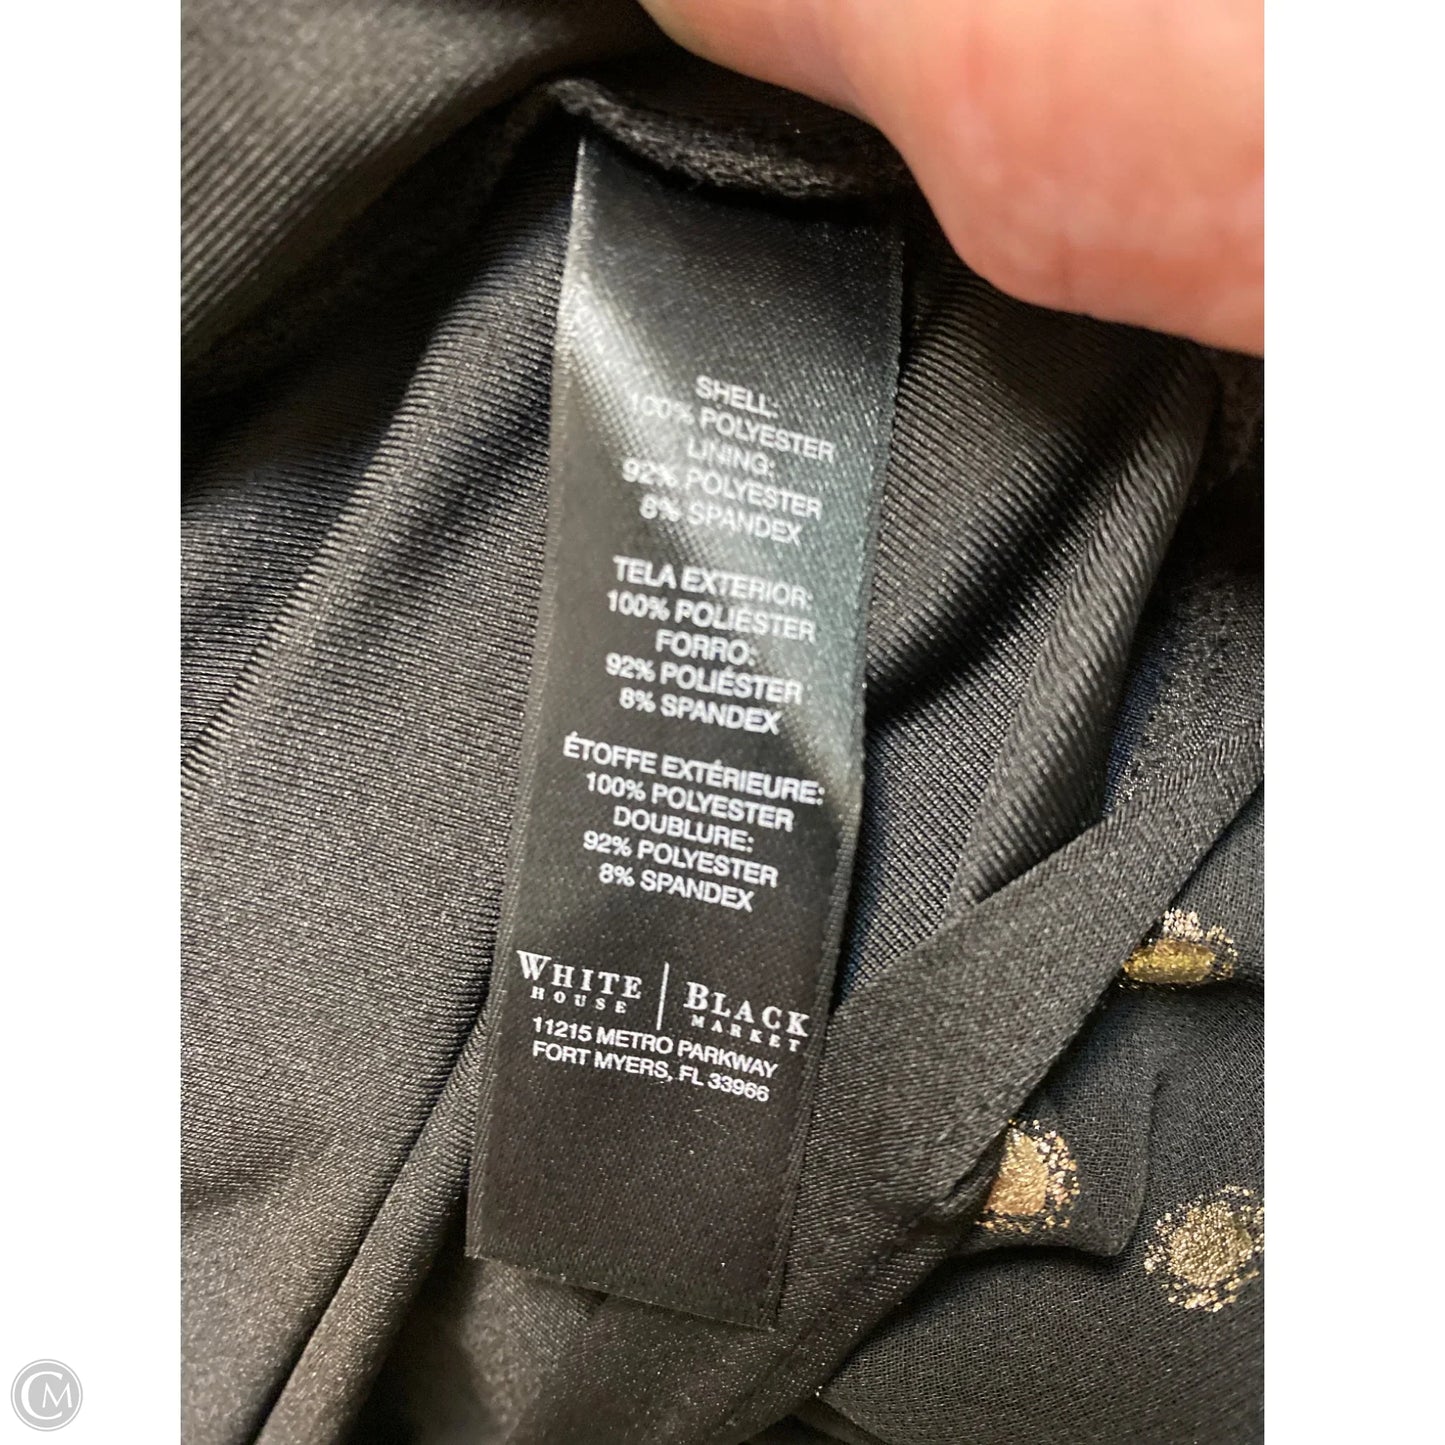 SHELL:
100% POLYESTER
LINING:
92% POLYESTER
8% SPANDEX
TELA EXTERIOR:
100% POLIÉSTER
FORRO:
92% POLIÉSTER
8% SPANDEX
ÉTOFFE EXTÉRIEURE:
100% POLYESTER
DOUBLURE:
92% POLYESTER
8% SPANDEX
WHITE HOUSE | BLACK MARKET
11215 METRO PARKWAY
FORT MYERS, FL 33966
CM